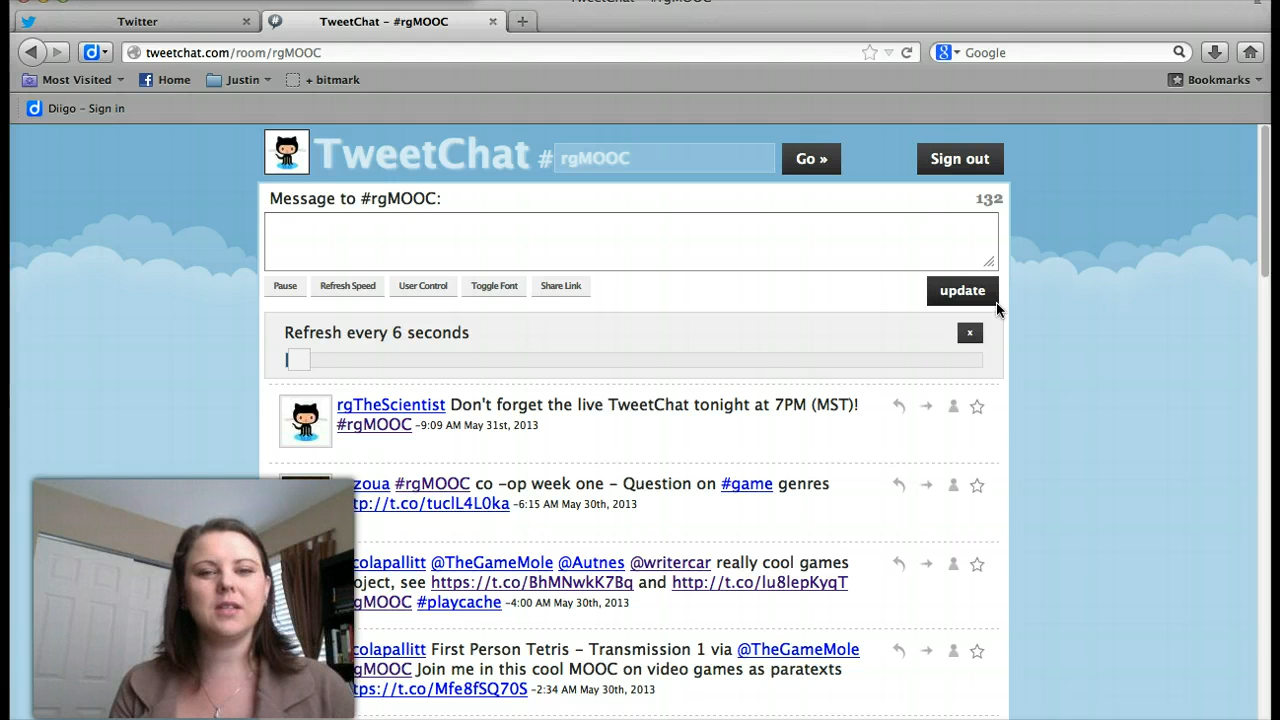 TweetChat - #rgMOOC
Twitter
TweetChat - #rgMOOC
tweetchat.com/room/rgMOOC
Google
Most Visited
Home
Justin
+ bitmark
Bookmarks
Diigo - Sign in
TweetChat # rgMOOC
Go »
Sign out
Message to #rgMOOC:
132
Pause
Refresh Speed
User Control
Toggle Font
Share Link
update
Refresh every 6 seconds
x
rgTheScientist Don't forget the live TweetChat tonight at 7PM (MST)!
#rgMOOC -9:09 AM May 31st, 2013
zoua #rgMOOC co -op week one - Question on #game genres
tp://t.co/tuclL4L0ka -6:15 AM May 30th, 2013
colapallitt @TheGameMole @Autnes @writercar really cool games
oject, see https://t.co/BhMNwkK7Bq and http://t.co/lu8lepKyqT
gMOOC #playcache -4:00 AM May 30th, 2013
colapallitt First Person Tetris - Transmission 1 via @TheGameMole
gMOOC Join me in this cool MOOC on video games as paratexts
tps://t.co/Mfe8fSQ70S -2:34 AM May 30th, 2013